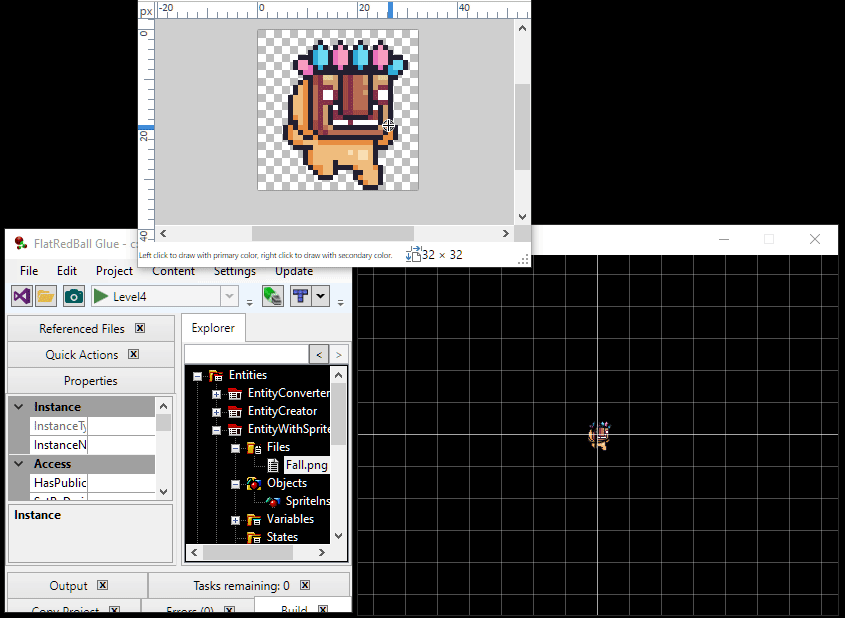 px -20 0 20 40
0
20
40
Left click to draw with primary color, right click to draw with secondary color. 32 × 32
FlatRedBall Glue - c
File Edit Project Content Settings Update
Level4
Referenced Files
Quick Actions
Properties
Instance
InstanceTy
InstanceN
Access
HasPublic
Instance
Explorer
< >
Entities
EntityConverter
EntityCreator
EntityWithSprite
Files
Fall.png
Objects
SpriteIns
Variables
States
Output
Tasks remaining: 0
Copy Project
Errors (0)
Build